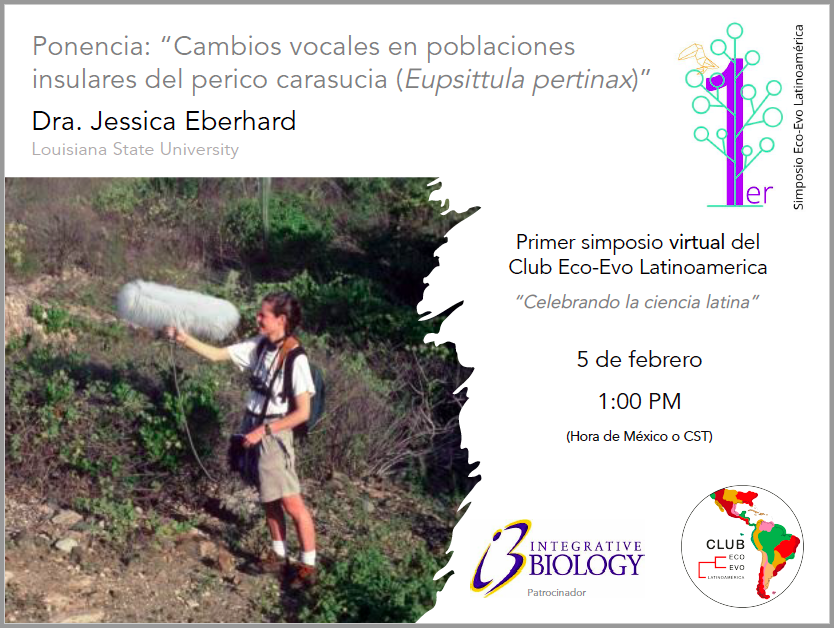 Ponencia: “Cambios vocales en poblaciones
insulares del perico carasucia (Eupsittula pertinax)”
Dra. Jessica Eberhard
Louisiana State University
1er
Simposio Eco-Evo Latinoamérica
Primer simposio virtual del
Club Eco-Evo Latinoamerica
“Celebrando la ciencia latina”
5 de febrero
1:00 PM
(Hora de México o CST)
iB INTEGRATIVE
BIOLOGY
Patrocinador
CLUB
ECO
EVO
LATINOAMÉRICA